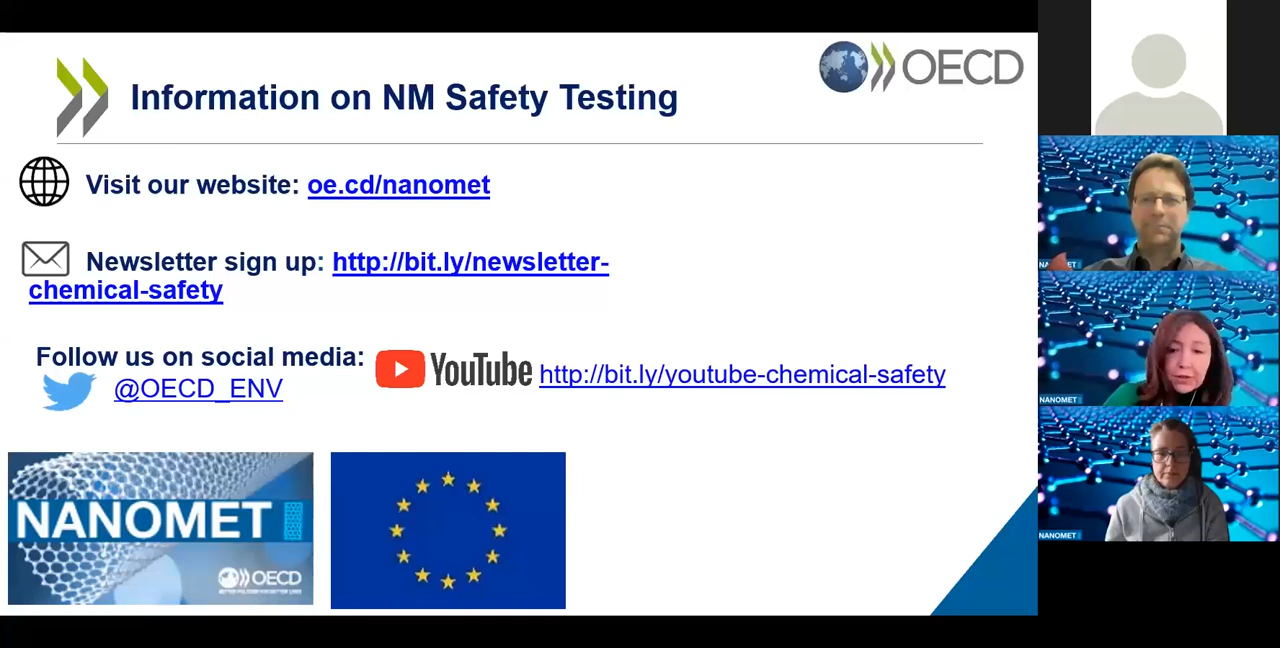 OECD
Information on NM Safety Testing
Visit our website: oe.cd/nanomet
Newsletter sign up: http://bit.ly/newsletter-
chemical-safety
Follow us on social media:
@OECD_ENV
YouTube http://bit.ly/youtube-chemical-safety
NANOMET
OECD
NANOMET
NANOMET
NANOMET